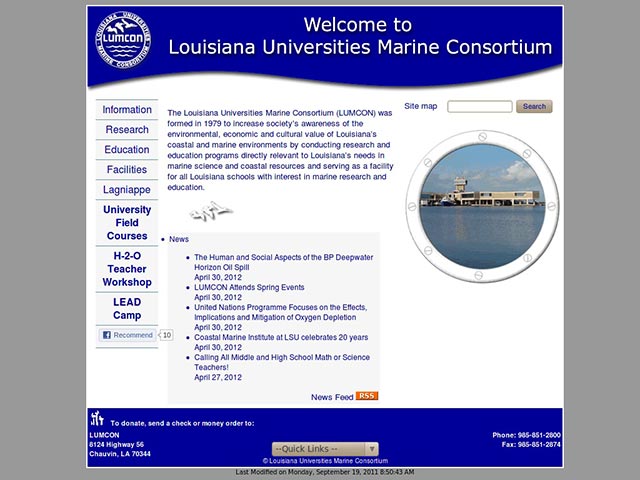 LOUISIANA UNIVERSITIES
LUMCON
MARINE CONSORTIUM
Welcome to
Louisiana Universities Marine Consortium
Information
Research
Education
Facilities
Lagniappe
University
Field
Courses
H-2-O
Teacher
Workshop
LEAD
Camp
Recommend 10
The Louisiana Universities Marine Consortium (LUMCON) was
formed in 1979 to increase society's awareness of the
environmental, economic and cultural value of Louisiana's
coastal and marine environments by conducting research and
education programs directly relevant to Louisiana's needs in
marine science and coastal resources and serving as a facility
for all Louisiana schools with interest in marine research and
education.
News
The Human and Social Aspects of the BP Deepwater
Horizon Oil Spill
April 30, 2012
LUMCON Attends Spring Events
April 30, 2012
United Nations Programme Focuses on the Effects,
Implications and Mitigation of Oxygen Depletion
April 30, 2012
Coastal Marine Institute at LSU celebrates 20 years
April 30, 2012
Calling All Middle and High School Math or Science
Teachers!
April 27, 2012
News Feed RSS
Site map Search
To donate, send a check or money order to:
LUMCON
8124 Highway 56
Chauvin, LA 70344
--Quick Links --
© Louisiana Universities Marine Consortium
Phone: 985-851-2800
Fax: 985-851-2874
Last Modified on Monday, September 19, 2011 8:50:43 AM